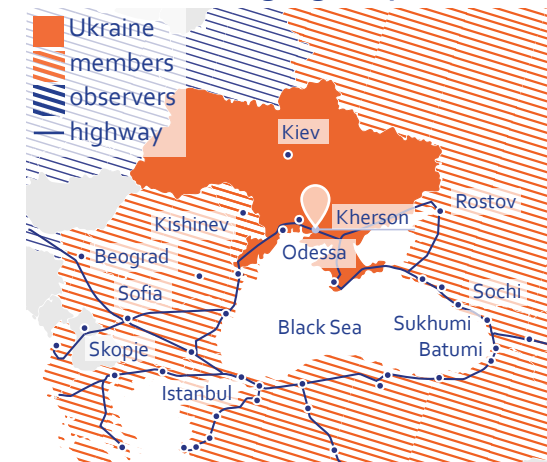 Ukraine
members
observers
highway
Kiev
Rostov
Kishinev
Kherson
Odessa
Beograd
Sofia
Sochi
Black Sea
Sukhumi
Skopje
Batumi
Istanbul